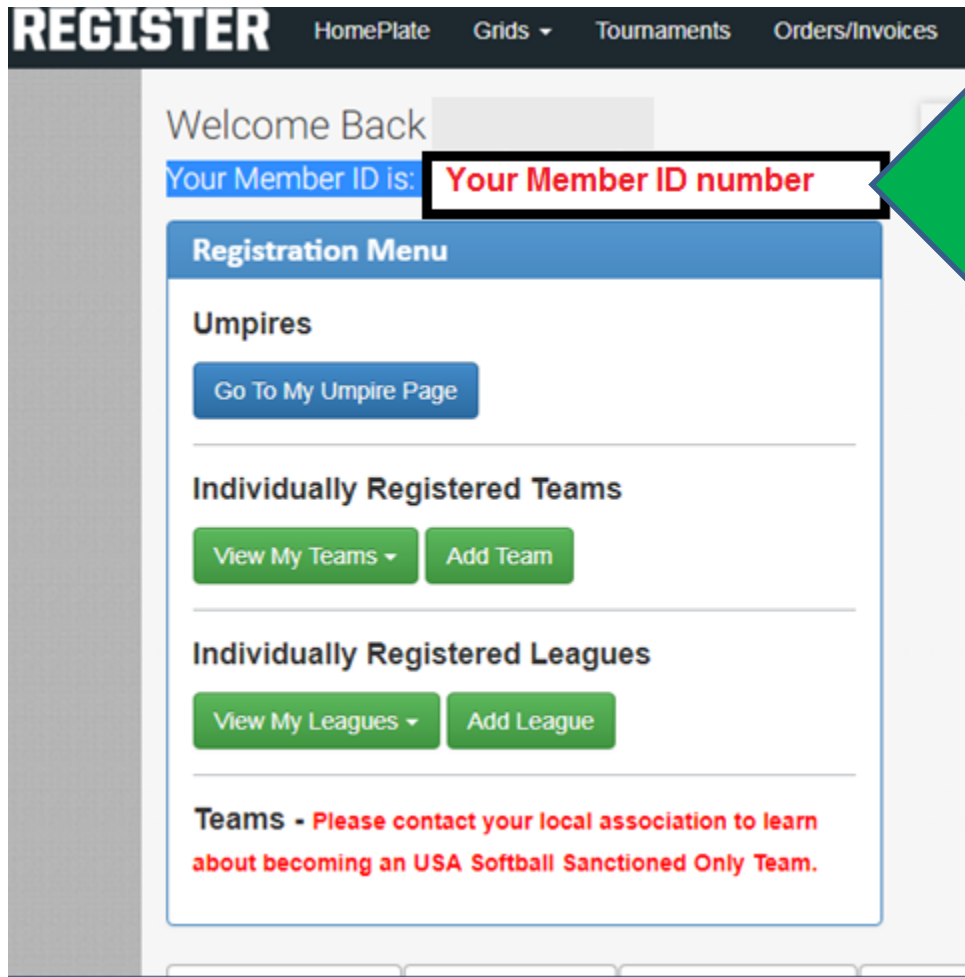 REGISTER HomePlate Grids Tournaments Orders/Invoices
Welcome Back
Your Member ID is: Your Member ID number
Registration Menu
Umpires
Go To My Umpire Page
Individually Registered Teams
View My Teams Add Team
Individually Registered Leagues
View My Leagues Add League
Teams - Please contact your local association to learn
about becoming an USA Softball Sanctioned Only Team.